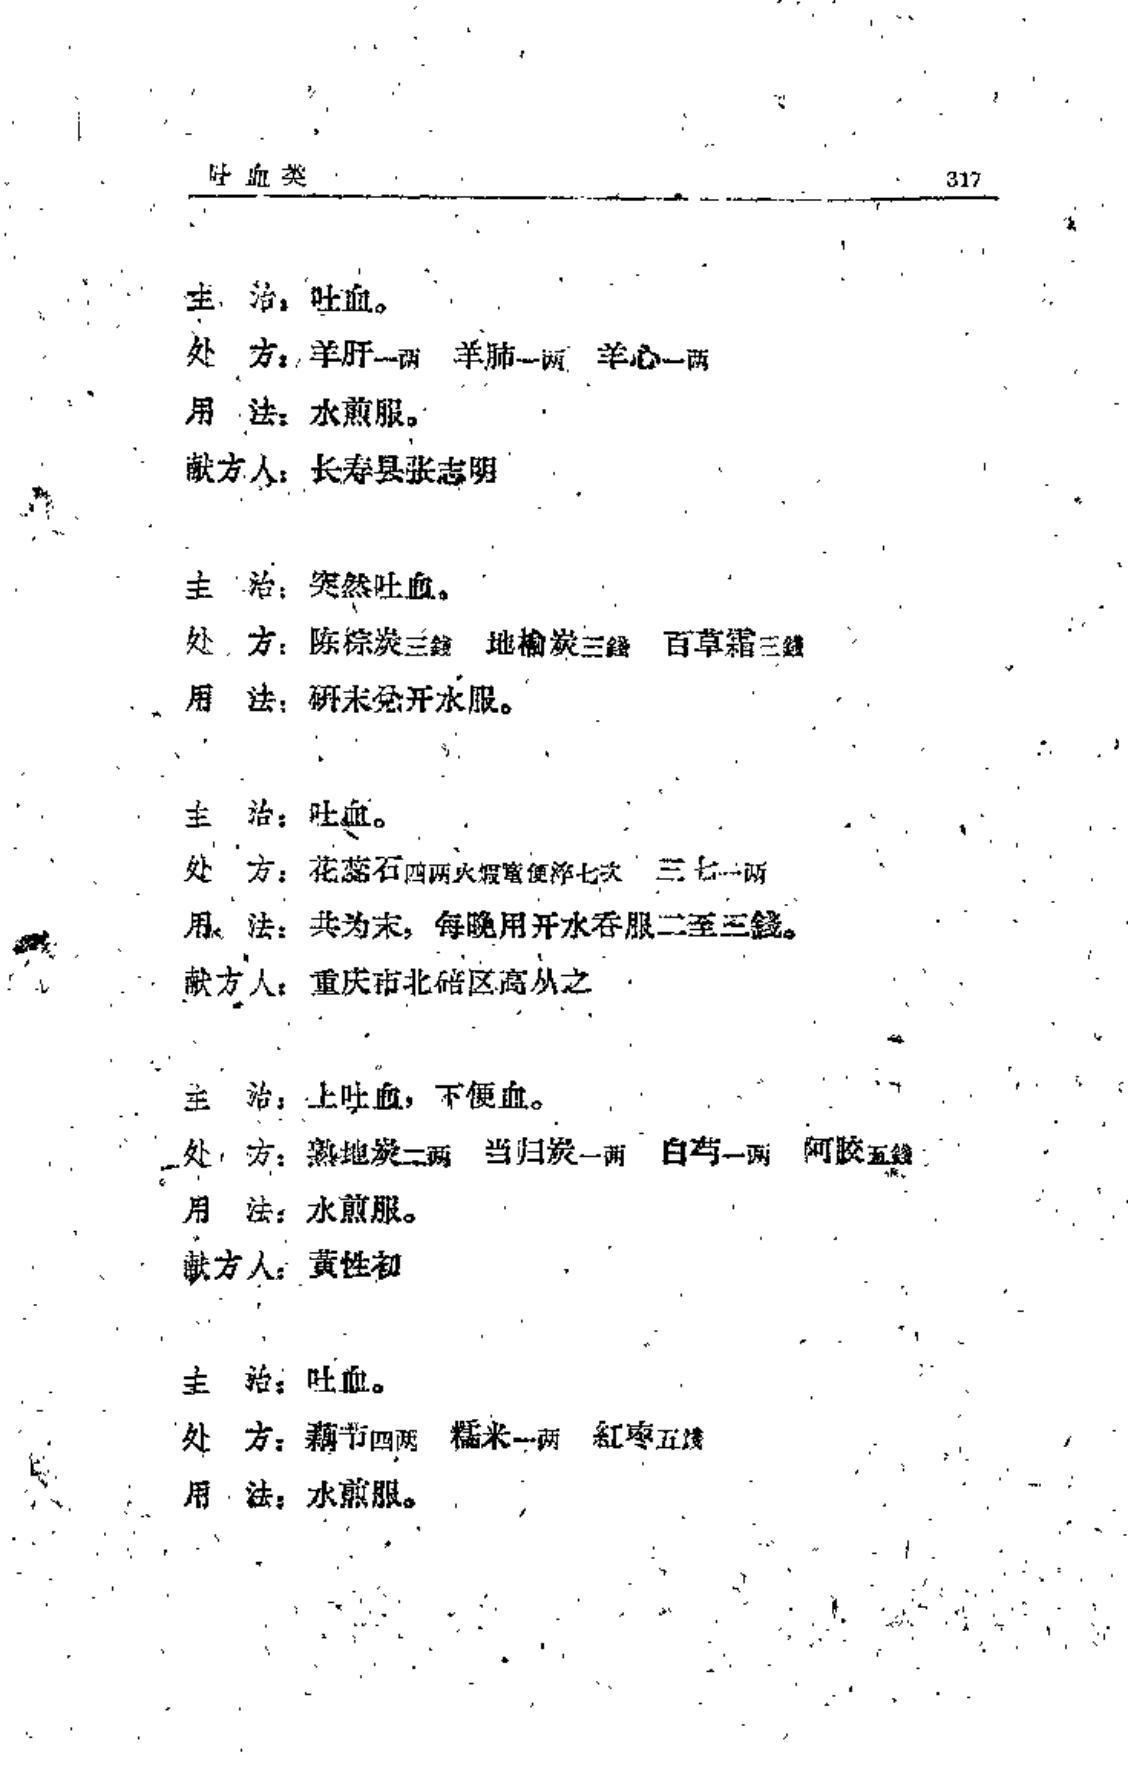 吐血类 317
主　治：吐血。
处　方：羊肝一两　羊肺一两　羊心一两
用　法：水煎服。
献方人：长寿县张志明
主　治：突然吐血。
处　方：陈棕炭三錢　地榆炭三錢　百草霜三錢
用　法：研末兑开水服。
主　治：吐血。
处　方：花蕊石四两火煅童便淬七次　三七一两
用　法：共为末，每晚用开水吞服二至三錢。
献方人：重庆市北碚区高从之
主　治：上吐血，下便血。
处　方：熟地炭二两　当归炭一两　白芍一两　阿胶五錢
用　法：水煎服。
献方人：黄性初
主　治：吐血。
处　方：藕节四两　糯米一两　紅枣五錢
用　法：水煎服。